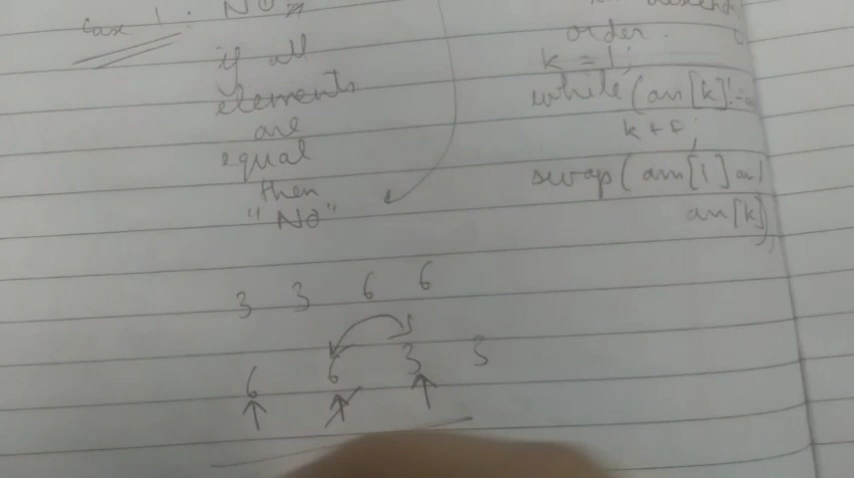 Case 1: NO
if all
elements
are
equal
then
"NO"
order.
k = 1;
while (arr[k] !=
k++;
swap (arr[1] arr
arr[k]);
3 3 6 6
6 6 3 3